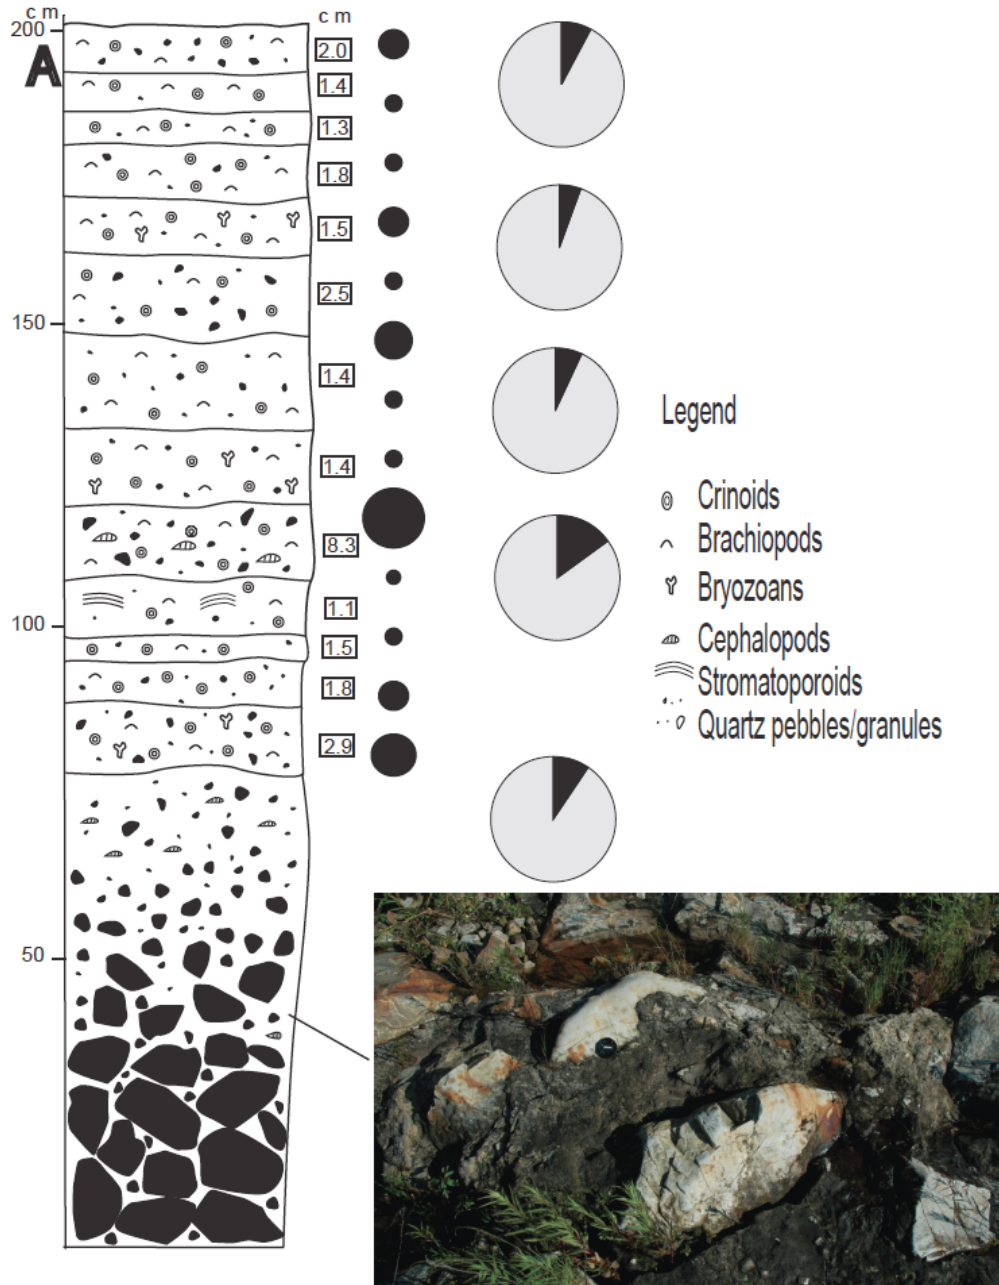 cm
cm
200
A
2.0
1.4
1.3
1.8
1.5
2.5
150
1.4
1.4
8.3
1.1
100
1.5
1.8
2.9
50
Legend
Crinoids
Brachiopods
Bryozoans
Cephalopods
Stromatoporoids
Quartz pebbles/granules